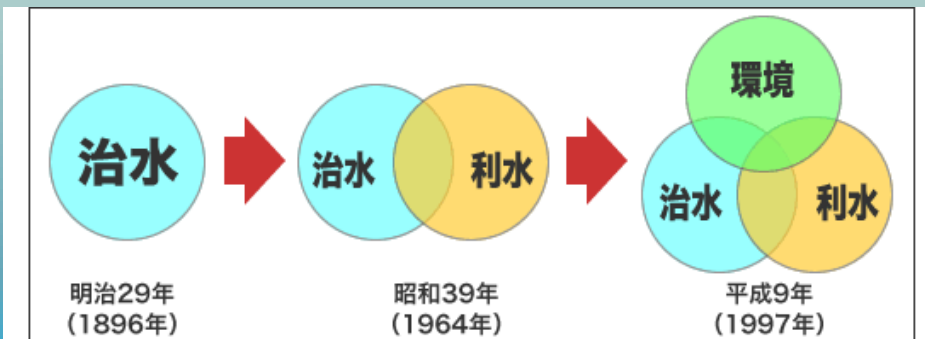 治水
明治29年
（1896年）
治水
利水
昭和39年
（1964年）
環境
治水
利水
平成9年
（1997年）